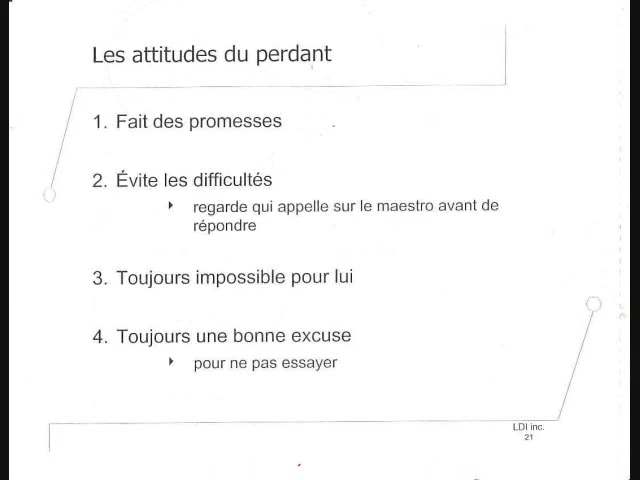 Les attitudes du perdant
1. Fait des promesses
2. Évite les difficultés
regarde qui appelle sur le maestro avant de
répondre
3. Toujours impossible pour lui
4. Toujours une bonne excuse
pour ne pas essayer
LDI inc.
21